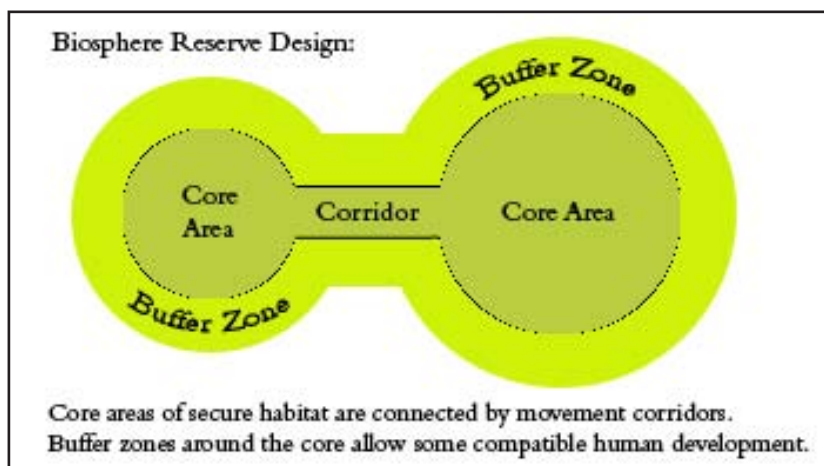 Biosphere Reserve Design:
Buffer Zone
Core
Area
Corridor
Core Area
Buffer Zone
Core areas of secure habitat are connected by movement corridors.
Buffer zones around the core allow some compatible human development.